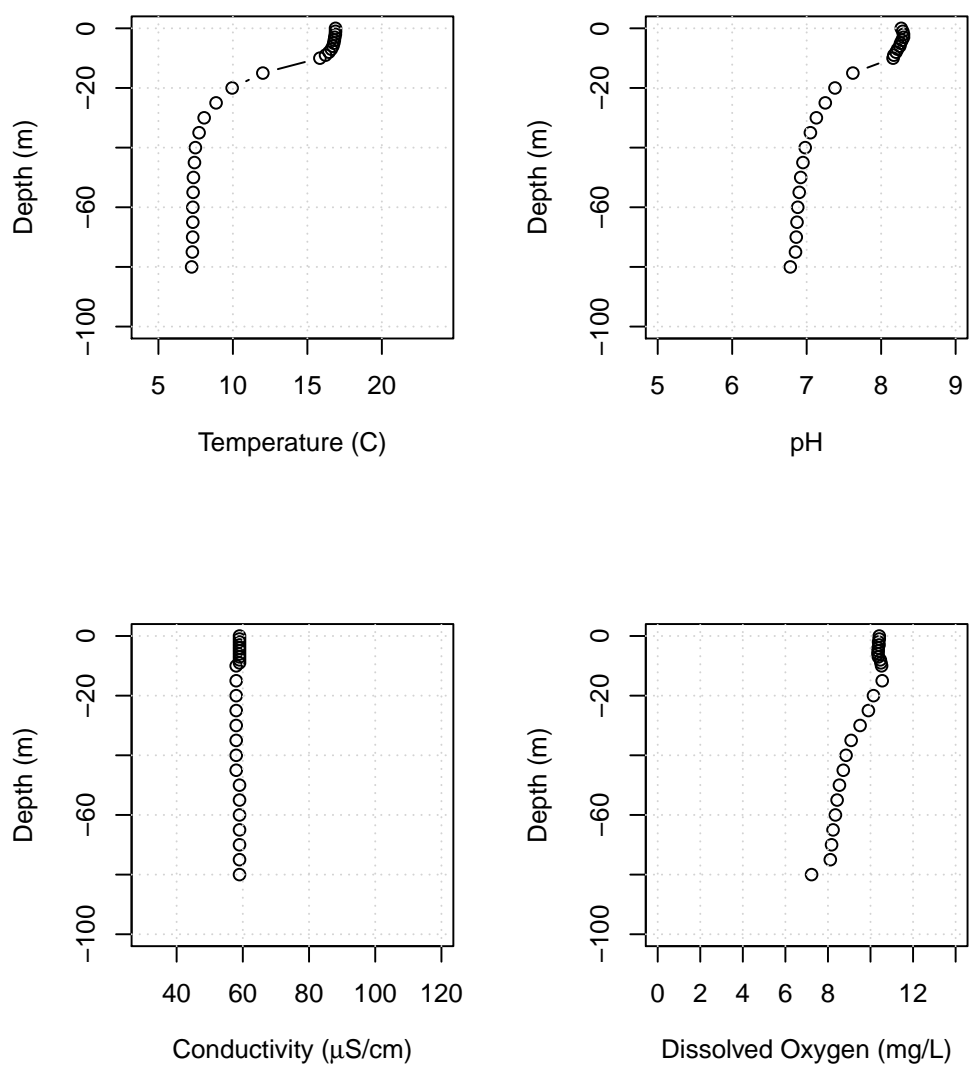 0
−20
−60
−100
Depth (m)
5 10 15 20
Temperature (C)
0
−20
−60
−100
Depth (m)
5 6 7 8 9
pH
0
−20
−60
−100
Depth (m)
40 60 80 100 120
Conductivity (μS/cm)
0
−20
−60
−100
Depth (m)
0 2 4 6 8 12
Dissolved Oxygen (mg/L)